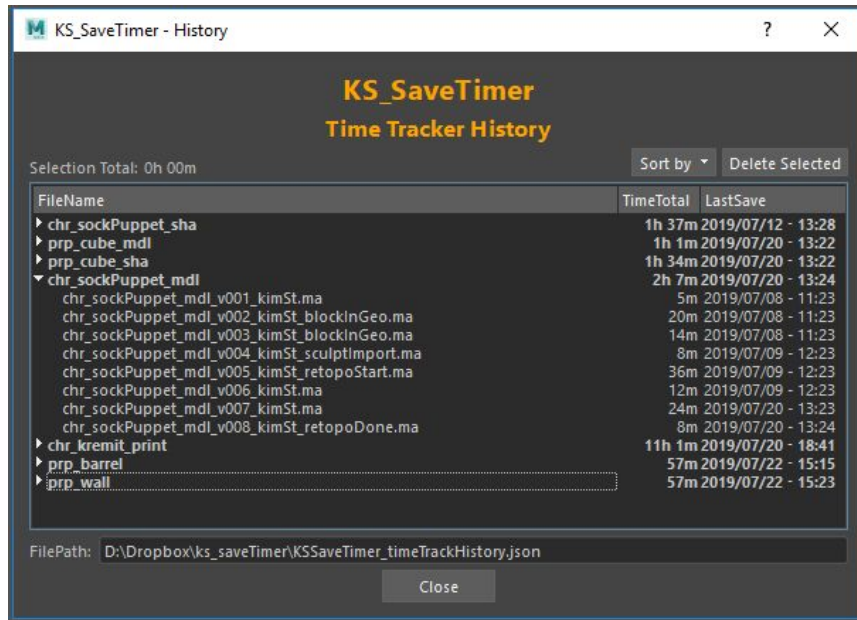 KS_SaveTimer - History ?
KS_SaveTimer
Time Tracker History
Selection Total: 0h 00m Sort by Delete Selected
FileName TimeTotal LastSave
chr_sockPuppet_sha 1h 37m 2019/07/12 - 13:28
prp_cube_mdl 1h 1m 2019/07/20 - 13:22
prp_cube_sha 1h 34m 2019/07/20 - 13:22
chr_sockPuppet_mdl 2h 7m 2019/07/20 - 13:24
chr_sockPuppet_mdl_v001_kimSt.ma 5m 2019/07/08 - 11:23
chr_sockPuppet_mdl_v002_kimSt_blockInGeo.ma 20m 2019/07/08 - 11:23
chr_sockPuppet_mdl_v003_kimSt_blockInGeo.ma 14m 2019/07/08 - 11:23
chr_sockPuppet_mdl_v004_kimSt_sculptImport.ma 8m 2019/07/09 - 12:23
chr_sockPuppet_mdl_v005_kimSt_retopoStart.ma 36m 2019/07/09 - 12:23
chr_sockPuppet_mdl_v006_kimSt.ma 12m 2019/07/09 - 12:23
chr_sockPuppet_mdl_v007_kimSt.ma 24m 2019/07/20 - 13:23
chr_sockPuppet_mdl_v008_kimSt_retopoDone.ma 8m 2019/07/20 - 13:24
chr_kremit_print 11h 1m 2019/07/20 - 18:41
prp_barrel 57m 2019/07/22 - 15:15
prp_wall 57m 2019/07/22 - 15:23
FilePath: D:\Dropbox\ks_saveTimer\KSSaveTimer_timeTrackHistory.json
Close